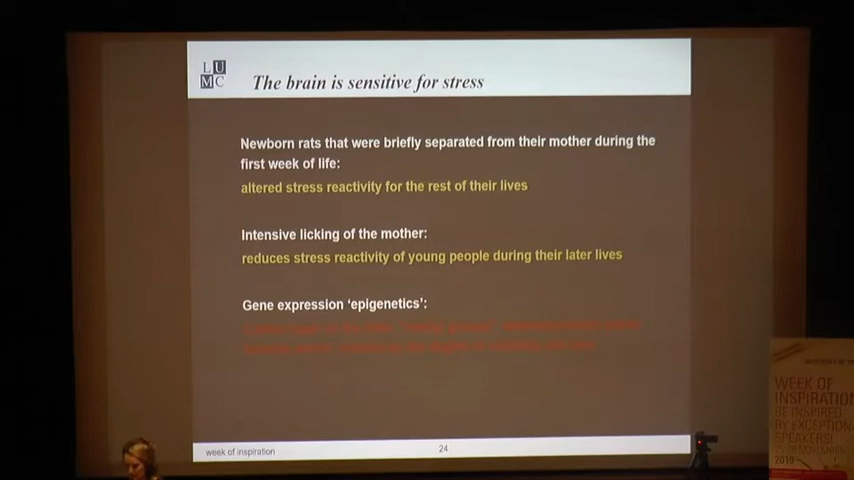 LU
MC
The brain is sensitive for stress
Newborn rats that were briefly separated from their mother during the
first week of life:
altered stress reactivity for the rest of their lives
Intensive licking of the mother:
reduces stress reactivity of young people during their later lives
Gene expression ‘epigenetics’:
week of inspiration
24
WEEK OF
INSPIRATION
BE INSPIRED
BY EXCEPTION
SPEAKERS!
NOVEMBER
2019